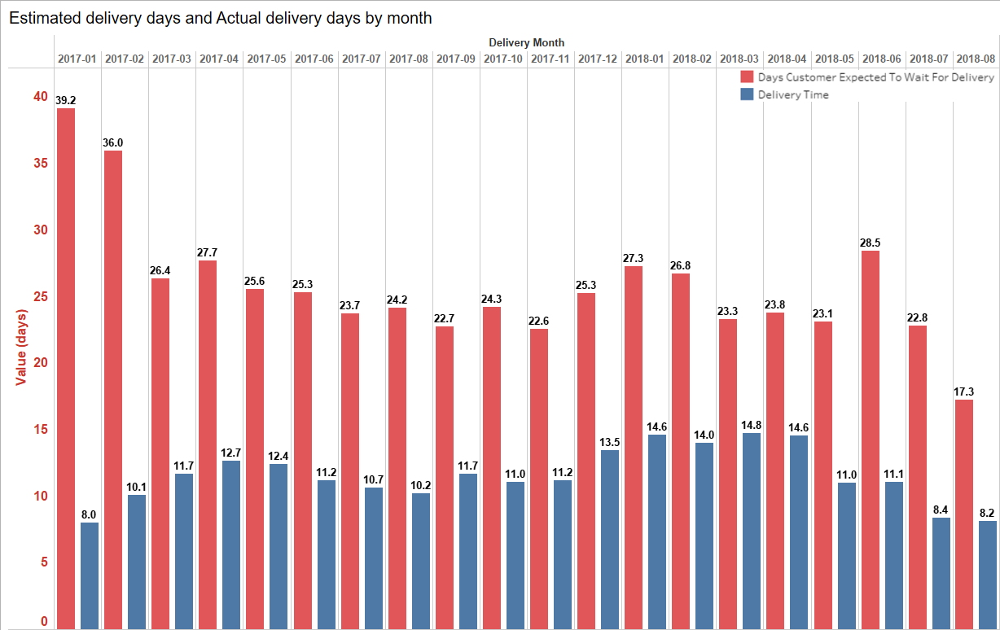 Estimated delivery days and Actual delivery days by month
Delivery Month
2017-01 2017-02 2017-03 2017-04 2017-05 2017-06 2017-07 2017-08 2017-09 2017-10 2017-11 2017-12 2018-01 2018-02 2018-03 2018-04 2018-05 2018-06 2018-07 2018-08
Days Customer Expected To Wait For Delivery
Delivery Time
Value (days)
40
35
30
25
20
15
10
5
0
39.2 36.0 26.4 27.7 25.6 25.3 23.7 24.2 22.7 24.3 22.6 25.3 27.3 26.8 23.3 23.8 23.1 28.5 22.8 17.3
8.0 10.1 11.7 12.7 12.4 11.2 10.7 10.2 11.7 11.0 11.2 13.5 14.6 14.0 14.8 14.6 11.0 11.1 8.4 8.2